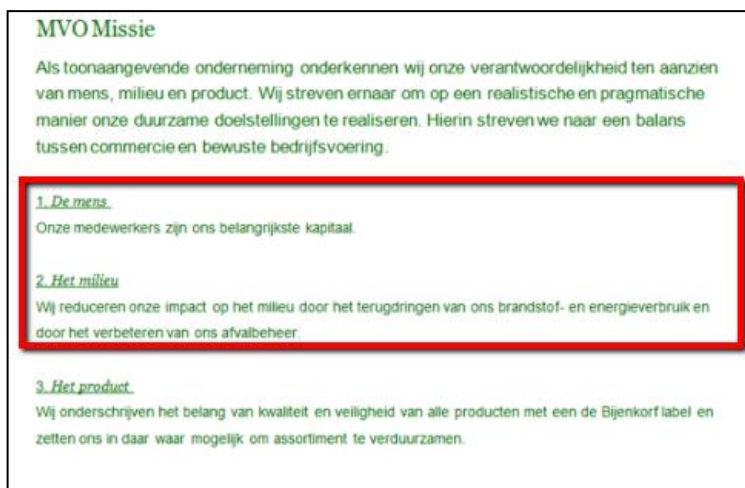 MVO Missie
Als toonaangevende onderneming onderkennen wij onze verantwoordelijkheid ten aanzien
van mens, milieu en product. Wij streven ernaar om op een realistische en pragmatische
manier onze duurzame doelstellingen te realiseren. Hierin streven we naar een balans
tussen commercie en bewuste bedrijfsvoering.
1. De mens
Onze medewerkers zijn ons belangrijkste kapitaal.
2. Het milieu
Wij reduceren onze impact op het milieu door het terugdringen van ons brandstof- en energieverbruik en
door het verbeteren van ons afvalbeheer.
3. Het product
Wij onderschrijven het belang van kwaliteit en veiligheid van alle producten met een de Bijenkorf label en
zetten ons in daar waar mogelijk om assortiment te verduurzamen.